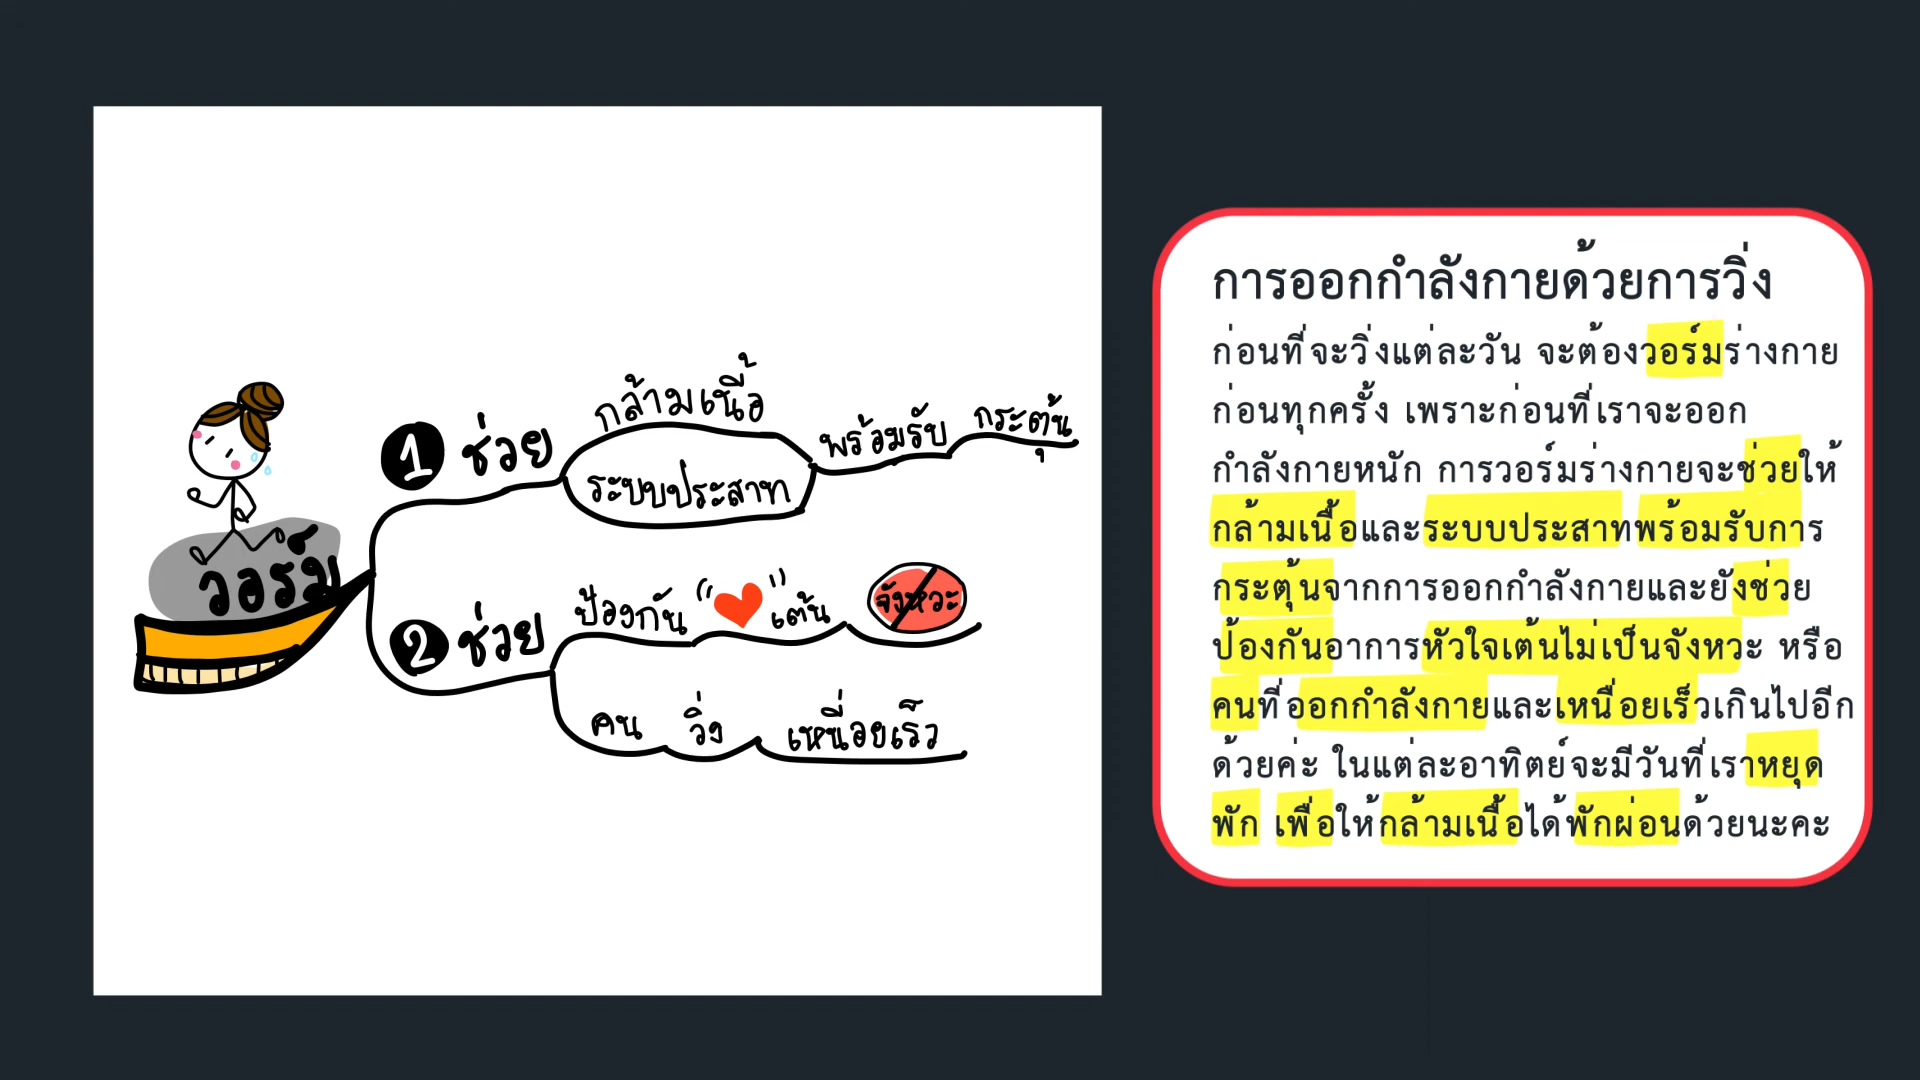 กล้ามเนื้อ
1 ช่วย
ระบบประสาท
พร้อมรับ
กระตุ้น
วอร์ม
2 ช่วย
ป้องกัน
"❤" เต้น
จังหวะ
คน วิ่ง เหนื่อยเร็ว
การออกกำลังกายด้วยการวิ่ง
ก่อนที่จะวิ่งแต่ละวัน จะต้องวอร์มร่างกาย
ก่อนทุกครั้ง เพราะก่อนที่เราจะออก
กำลังกายหนัก การวอร์มร่างกายจะช่วยให้
กล้ามเนื้อและระบบประสาทพร้อมรับการ
กระตุ้นจากการออกกำลังกายและยังช่วย
ป้องกันอาการหัวใจเต้นไม่เป็นจังหวะ หรือ
คนที่ออกกำลังกายและเหนื่อยเร็วเกินไปอีก
ด้วยค่ะ ในแต่ละอาทิตย์จะมีวันที่เราหยุด
พัก เพื่อให้กล้ามเนื้อได้พักผ่อนด้วยนะคะ